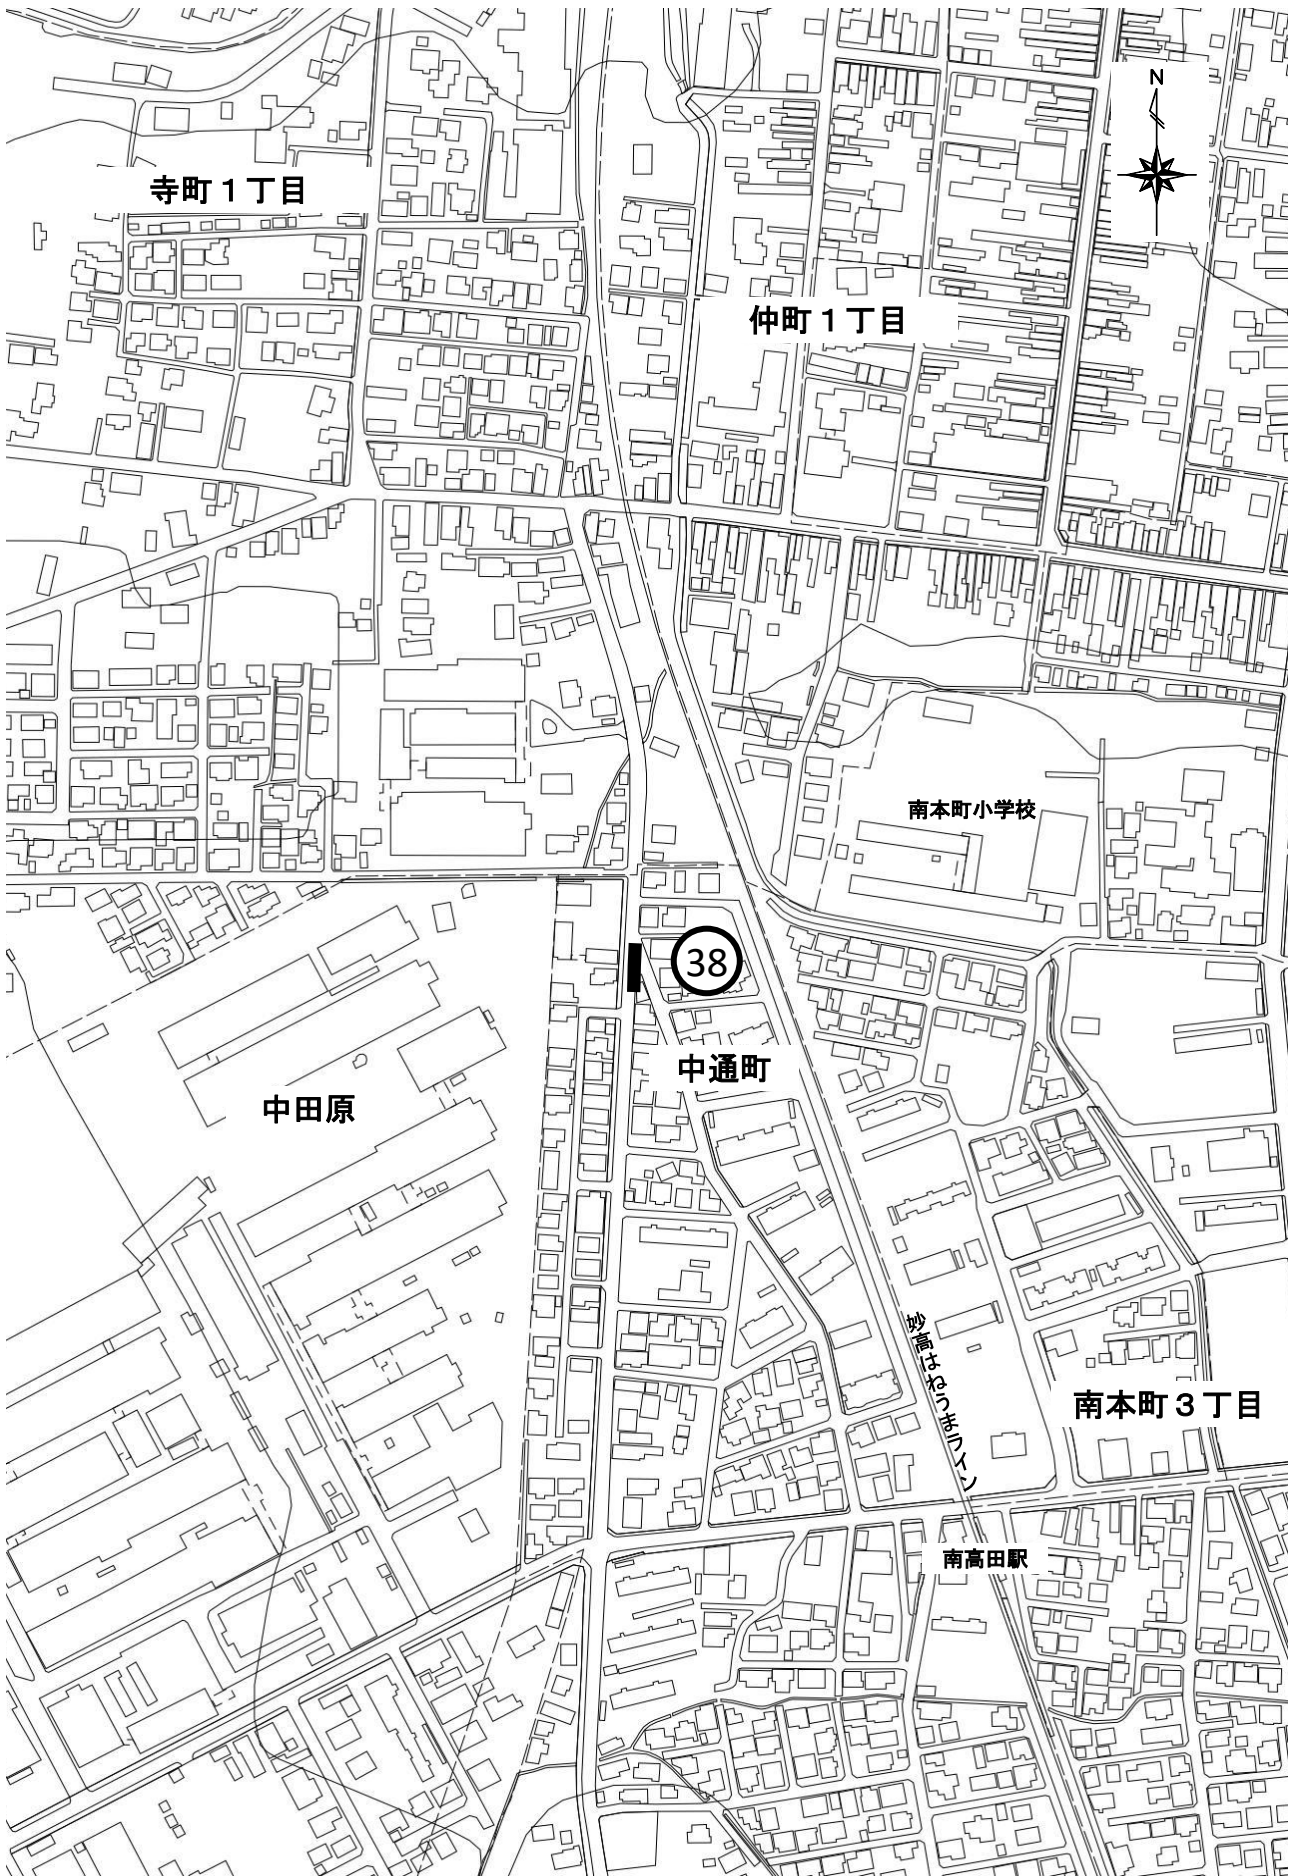 N
寺町１丁目
仲町１丁目
南本町小学校
38
中通町
中田原
妙高はねうまライン
南本町３丁目
南高田駅